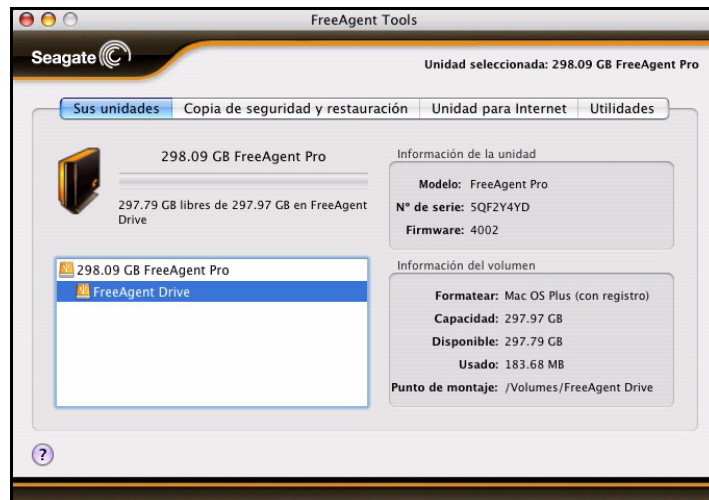 FreeAgent Tools
Seagate
Unidad seleccionada: 298.09 GB FreeAgent Pro
Sus unidades
Copia de seguridad y restauración
Unidad para Internet
Utilidades
298.09 GB FreeAgent Pro
297.79 GB libres de 297.97 GB en FreeAgent
Drive
298.09 GB FreeAgent Pro
FreeAgent Drive
Información de la unidad
Modelo: FreeAgent Pro
Nº de serie: 5QF2Y4YD
Firmware: 4002
Información del volumen
Formatear: Mac OS Plus (con registro)
Capacidad: 297.97 GB
Disponible: 297.79 GB
Usado: 183.68 MB
Punto de montaje: /Volumes/FreeAgent Drive
?